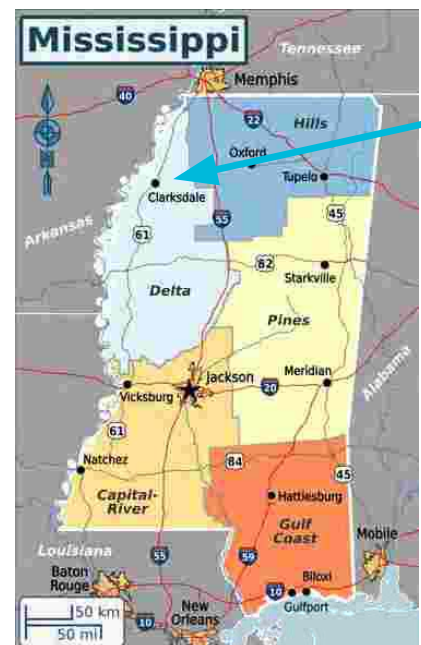 Mississippi
Tennessee
Memphis
40
22
Hills
Oxford
Tupelo
Clarksdale
Arkansas
55
45
61
82
Starkville
Delta
Pines
Jackson
Meridian
20
Vicksburg
Alabama
61
84
45
Natchez
Capital-
River
Hattiesburg
Gulf
Coast
Mobile
Louisiana
55
59
Baton
Rouge
10
Biloxi
Gulfport
50 km
50 mi
10
New
Orleans